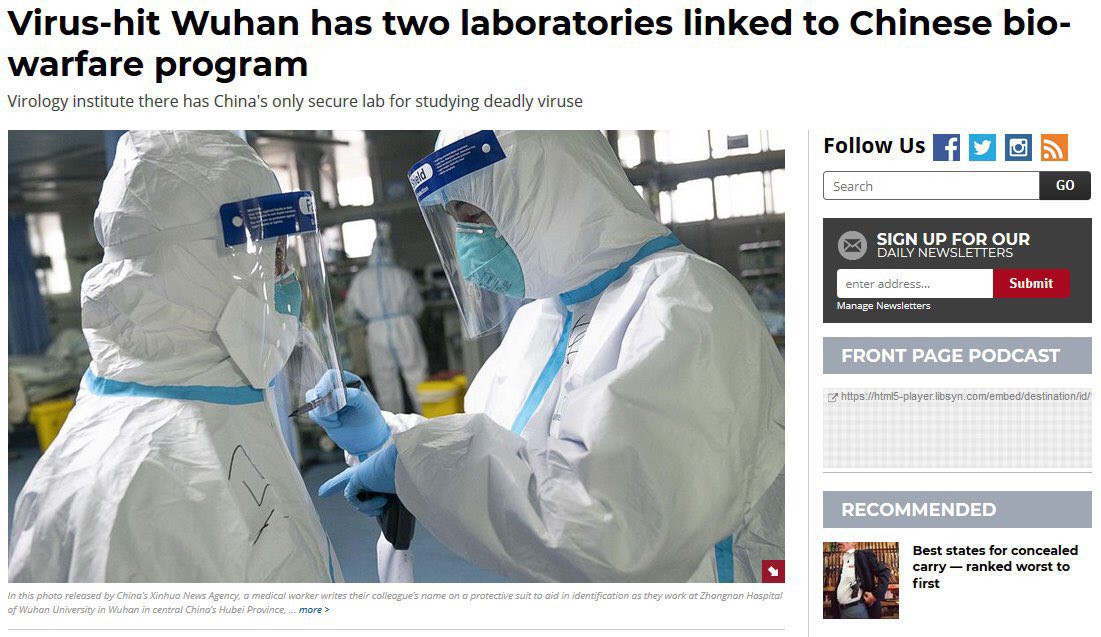 Virus-hit Wuhan has two laboratories linked to Chinese bio-
warfare program
Virology institute there has China's only secure lab for studying deadly viruse
Follow Us
Search
GO
SIGN UP FOR OUR
DAILY NEWSLETTERS
enter address...
Submit
Manage Newsletters
FRONT PAGE PODCAST
https://html5-player.libsyn.com/embed/destination/id/
RECOMMENDED
Best states for concealed
carry — ranked worst to
first
In this photo released by China's Xinhua News Agency, a medical worker writes their colleague's name on a protective suit to aid in identification as they work at Zhongnan Hospital
of Wuhan University in Wuhan in central China's Hubei Province, ... more >